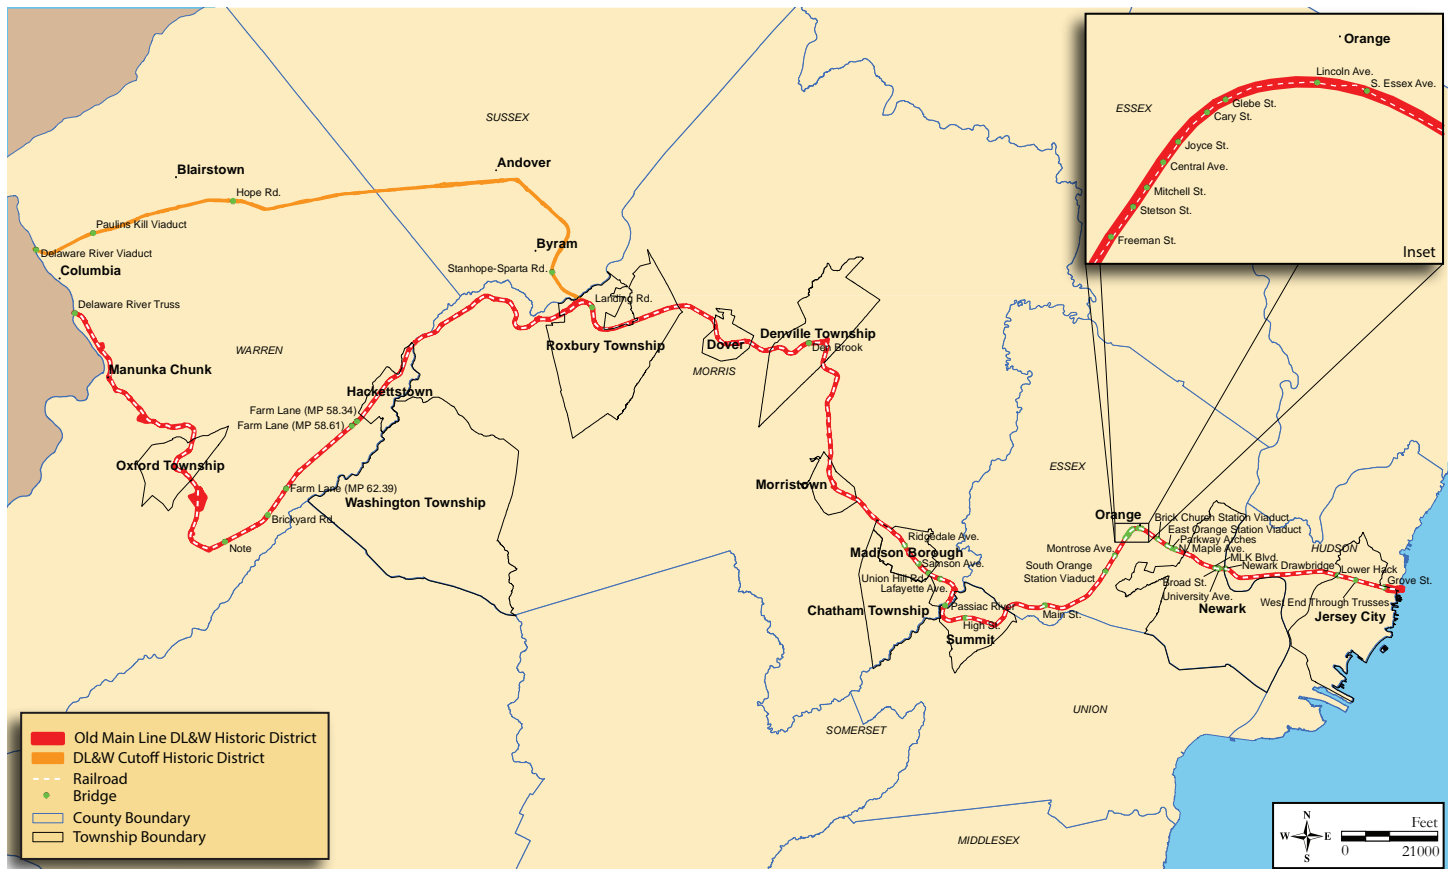 Orange
Lincoln Ave.
S. Essex Ave.
ESSEX
Glebe St.
Cary St.
Joyce St.
Central Ave.
Mitchell St.
Stetson St.
Freeman St.
Inset
SUSSEX
Blairstown
Andover
Hope Rd.
Paulins Kill Viaduct
Delaware River Viaduct
Byram
Columbia
Stanhope-Sparta Rd.
Delaware River Truss
Landing Rd.
WARREN
Roxbury Township
Dover
Denville Township
Den Brook
Manunka Chunk
MORRIS
Hackettstown
Farm Lane (MP 58.34)
Farm Lane (MP 58.61)
Oxford Township
ESSEX
Farm Lane (MP 62.39)
Washington Township
Morristown
Brickyard Rd.
Note
Orange
Brick Church Station Viaduct
East Orange Station Viaduct
Parkway Arches
N. Maple Ave.
Ridgedale Ave.
Madison Borough
Samson Ave.
Montrose Ave.
South Orange
Station Viaduct
MLK Blvd.
HUDSON
Newark Drawbridge
Lower Hack
Union Hill Rd.
Lafayette Ave.
Broad St.
University Ave.
Grove St.
West End Through Trusses
Chatham Township
Passiac River
Main St.
Newark
Jersey City
High St.
Summit
UNION
SOMERSET
MIDDLESEX
Old Main Line DL&W Historic District
DL&W Cutoff Historic District
Railroad
Bridge
County Boundary
Township Boundary
N
W E
S
Feet
0 21000